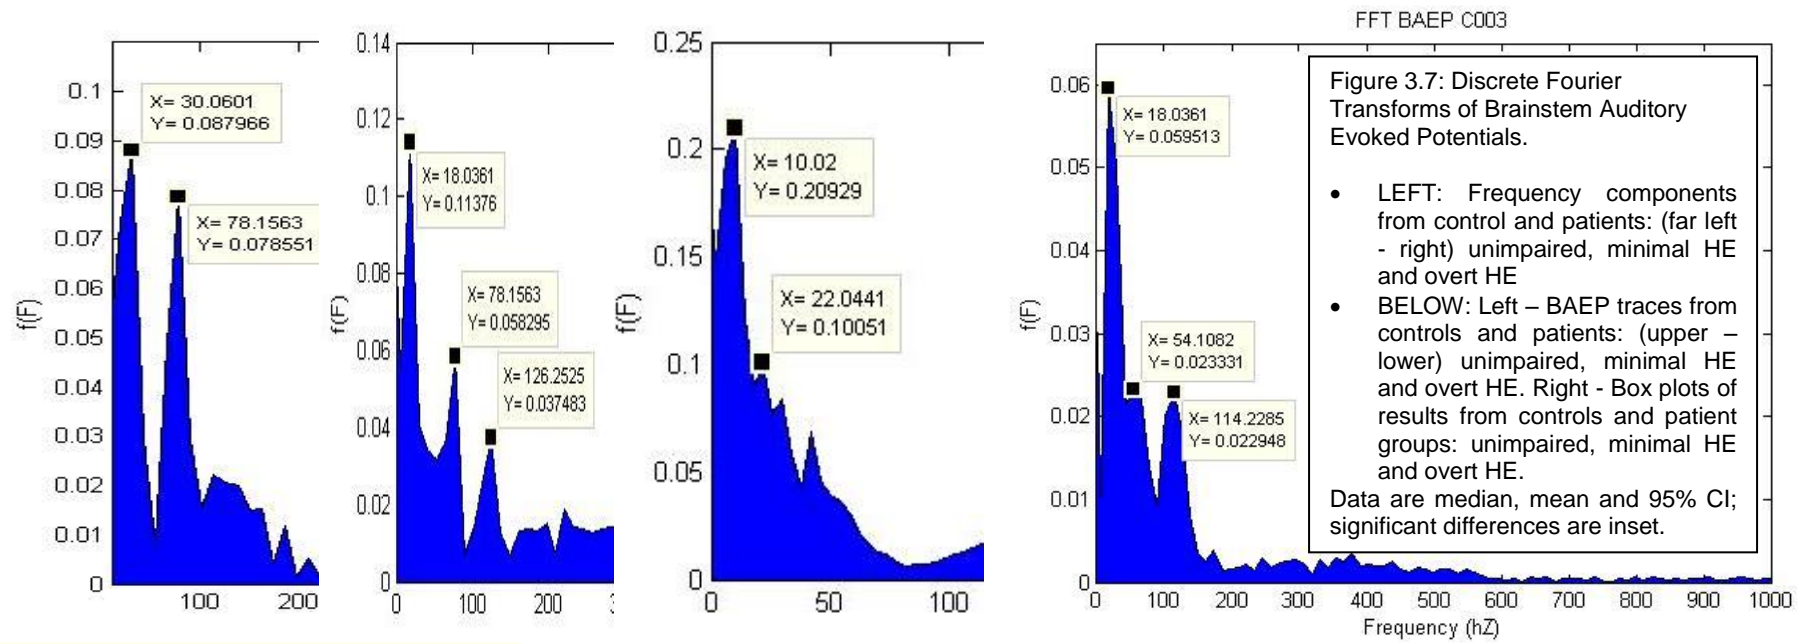 0.1
0.09
0.08
0.07
0.06
0.05
0.04
0.03
0.02
0.01
0
f(F)
X= 30.0601
Y= 0.087966
X= 78.1563
Y= 0.078551
100
200
0.14
0.12
0.1
0.08
0.06
0.04
0.02
0
f(F)
X= 18.0361
Y= 0.11376
X= 78.1563
Y= 0.058295
X= 126.2525
Y= 0.037483
0
100
200
0.25
0.2
0.15
0.1
0.05
0
f(F)
X= 10.02
Y= 0.20929
X= 22.0441
Y= 0.10051
0
50
100
FFT BAEP C003
0.06
0.05
0.04
0.03
0.02
0.01
0
f(F)
X= 18.0361
Y= 0.059513
X= 54.1082
Y= 0.023331
X= 114.2285
Y= 0.022948
0
100
200
300
400
500
600
700
800
900
1000
Frequency (hZ)
Figure 3.7: Discrete Fourier
Transforms of Brainstem Auditory
Evoked Potentials.
• LEFT: Frequency components
from control and patients: (far left
- right) unimpaired, minimal HE
and overt HE
• BELOW: Left – BAEP traces from
controls and patients: (upper –
lower) unimpaired, minimal HE
and overt HE. Right - Box plots of
results from controls and patient
groups: unimpaired, minimal HE
and overt HE.
Data are median, mean and 95% CI;
significant differences are inset.